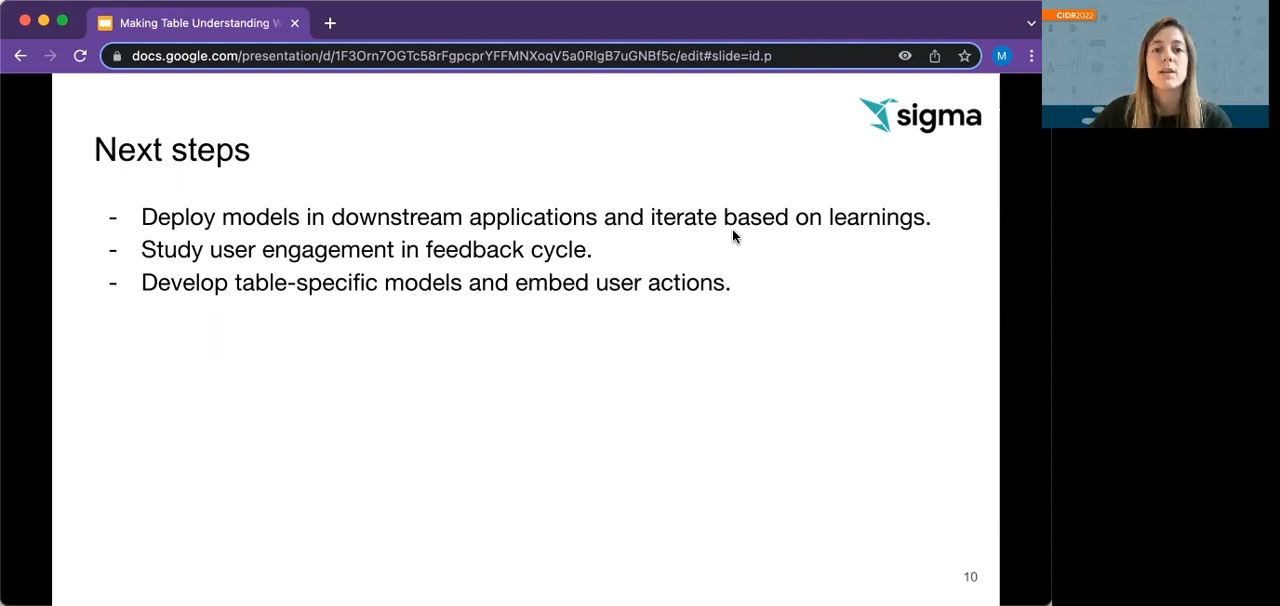 Making Table Understanding W
docs.google.com/presentation/d/1F3Orn7OGTc58rFgpcprYFFMNXoqV5a0RlgB7uGNBf5c/edit#slide=id.p
M
CIDR2022
sigma
Next steps
- Deploy models in downstream applications and iterate based on learnings.
- Study user engagement in feedback cycle.
- Develop table-specific models and embed user actions.
10